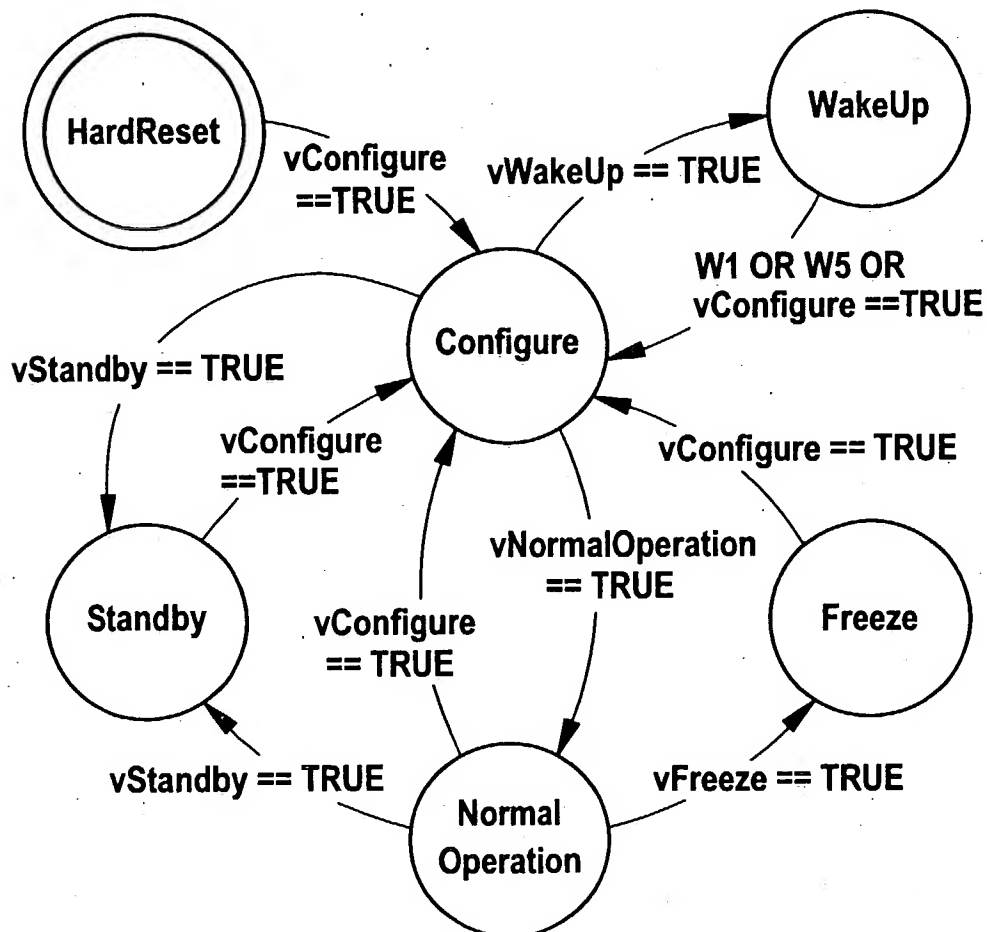 HardReset
vConfigure
==TRUE
vWakeUp == TRUE
WakeUp
W1 OR W5 OR
vConfigure ==TRUE
Configure
vStandby == TRUE
vConfigure
==TRUE
vConfigure == TRUE
vNormalOperation
== TRUE
Standby
vConfigure
== TRUE
Freeze
vStandby == TRUE
vFreeze == TRUE
Normal
Operation